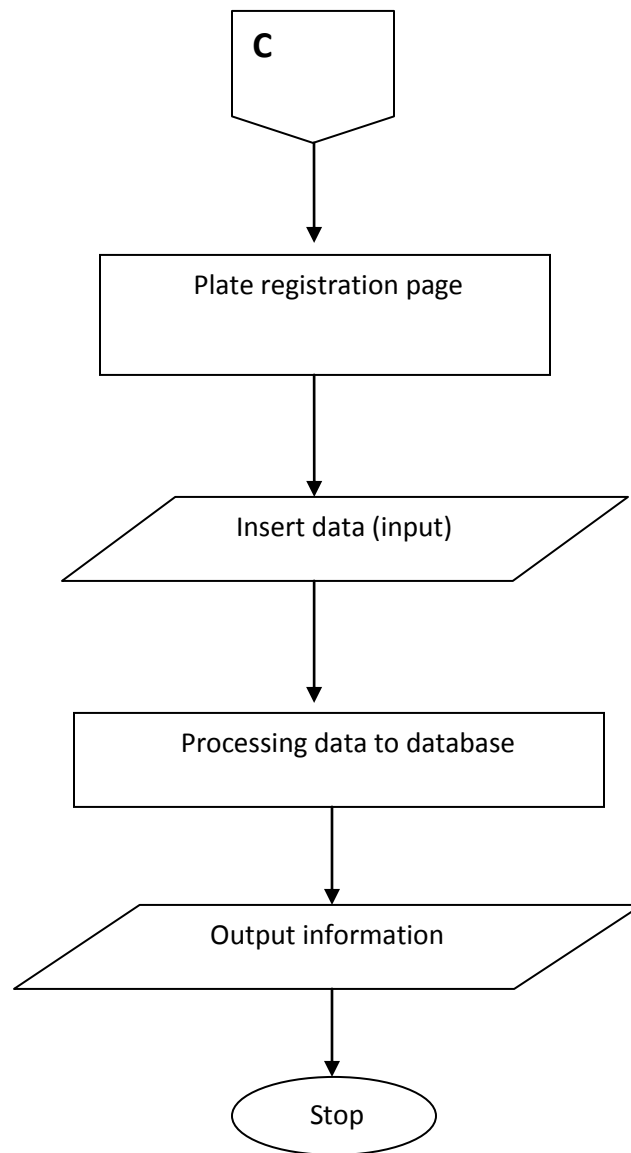 C
Plate registration page
Insert data (input)
Processing data to database
Output information
Stop